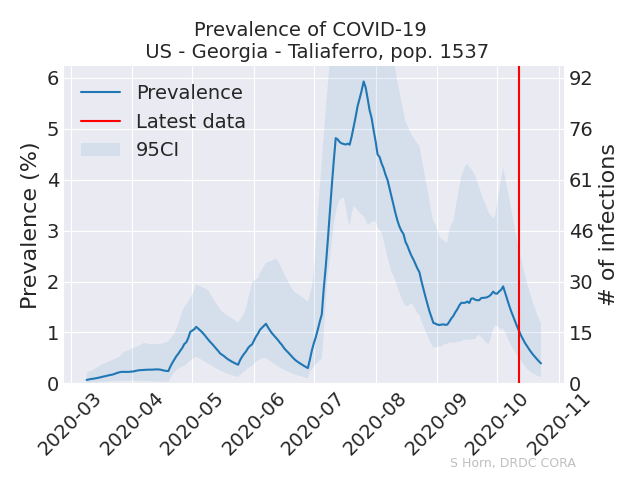 Prevalence of COVID-19
US - Georgia - Taliaferro, pop. 1537
Prevalence
Latest data
95CI
Prevalence (%)
6
5
4
3
2
1
0
# of infections
92
76
61
46
30
15
0
2020-03
2020-04
2020-05
2020-06
2020-07
2020-08
2020-09
2020-10
2020-11
S Horn, DRDC CORA